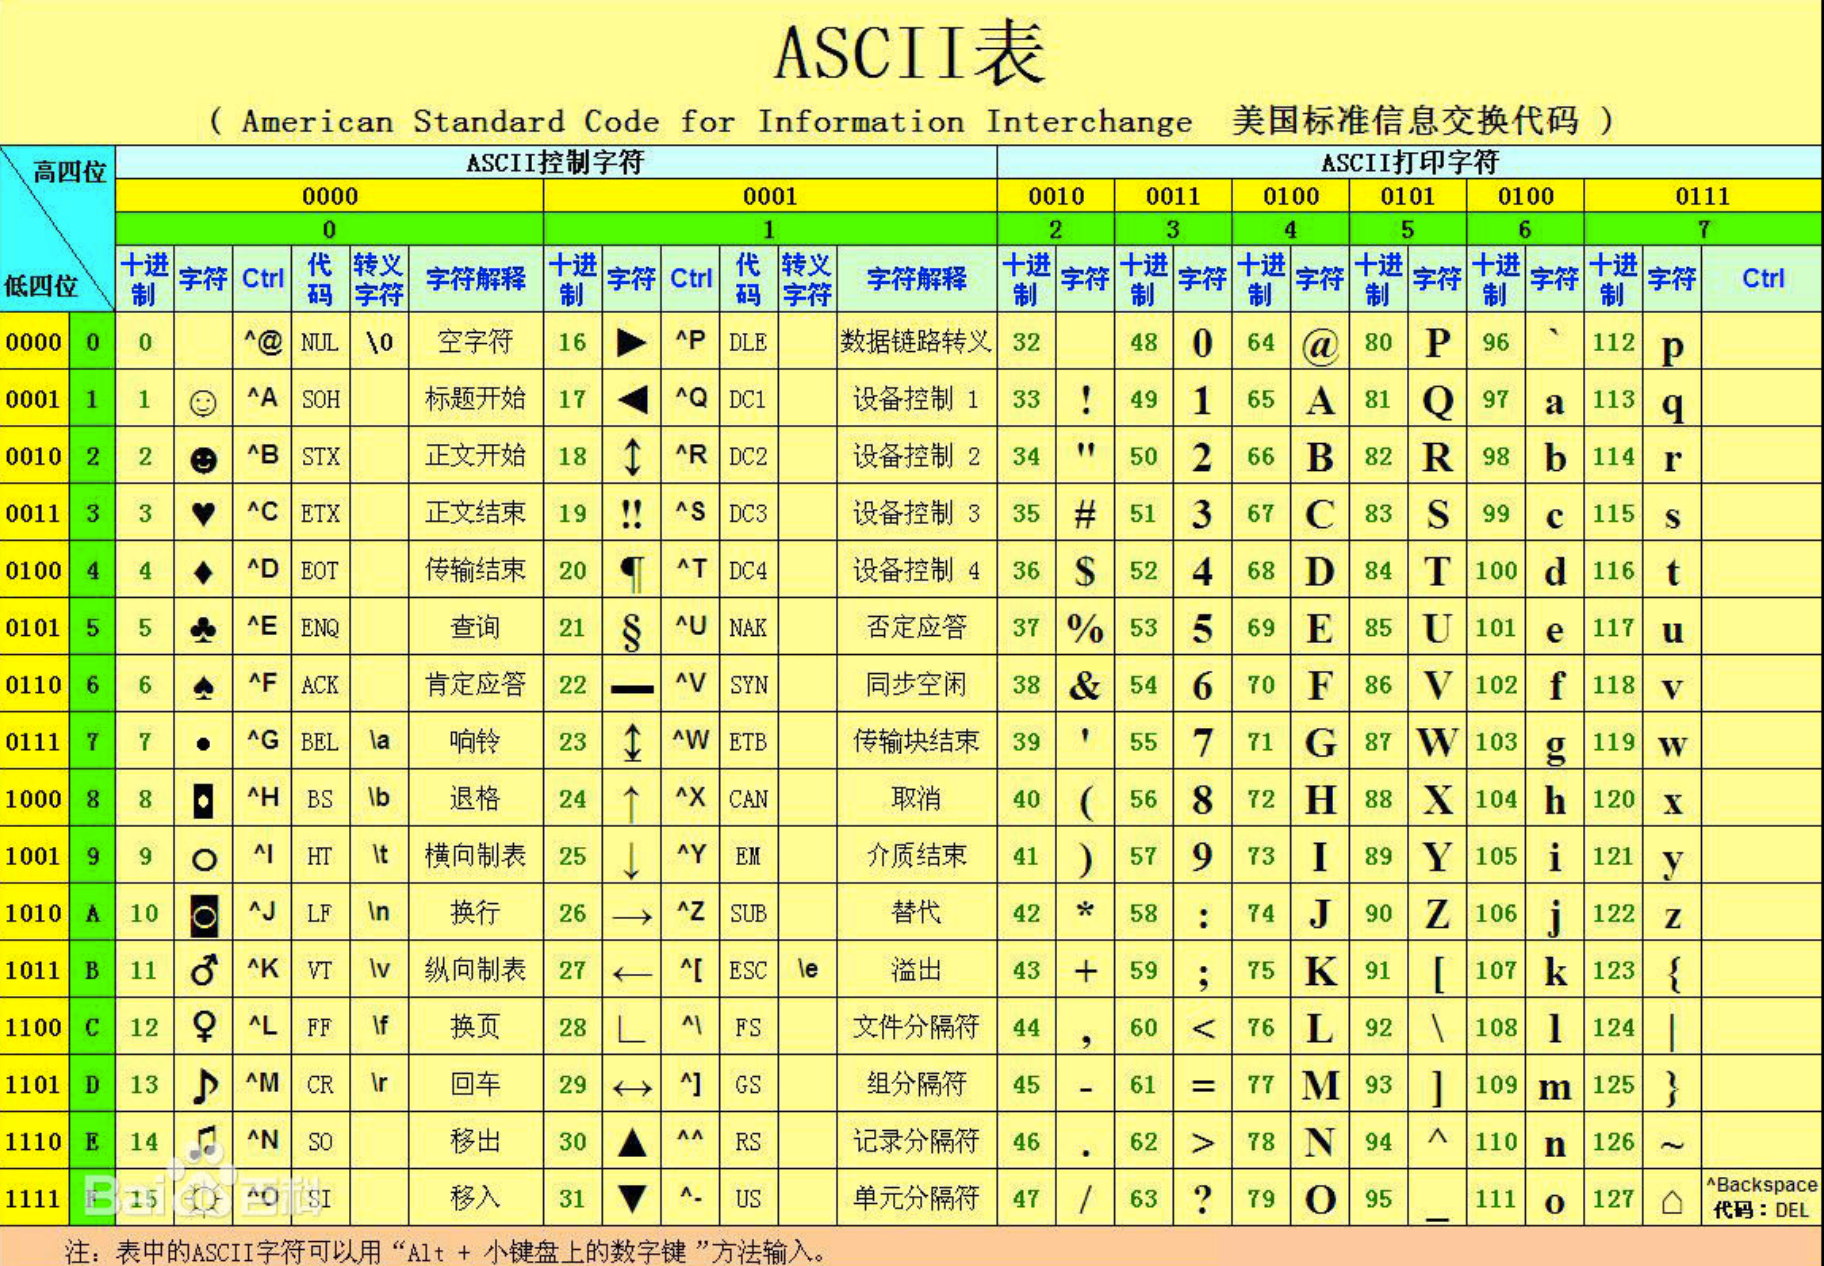 ASCII表
( American Standard Code for Information Interchange 美国标准信息交换代码 )
高四位 ASCII控制字符 ASCII打印字符
0000 0001 0010 0011 0100 0101 0100 0111
0 1 2 3 4 5 6 7
低四位 十进制 字符 Ctrl 代码 转义字符 字符解释 十进制 字符 Ctrl 代码 转义字符 字符解释 十进制 字符 十进制 字符 十进制 字符 十进制 字符 十进制 字符 十进制 字符 Ctrl
0000 0 0 ^@ NUL \0 空字符 16 ► ^P DLE 数据链路转义 32 48 0 64 @ 80 P 96 ` 112 p
0001 1 1 ☺ ^A SOH 标题开始 17 ◄ ^Q DC1 设备控制 1 33 ! 49 1 65 A 81 Q 97 a 113 q
0010 2 2 ☻ ^B STX 正文开始 18 ↕ ^R DC2 设备控制 2 34 " 50 2 66 B 82 R 98 b 114 r
0011 3 3 ♥ ^C ETX 正文结束 19 ‼ ^S DC3 设备控制 3 35 # 51 3 67 C 83 S 99 c 115 s
0100 4 4 ♦ ^D EOT 传输结束 20 ¶ ^T DC4 设备控制 4 36 $ 52 4 68 D 84 T 100 d 116 t
0101 5 5 ♣ ^E ENQ 查询 21 § ^U NAK 否定应答 37 % 53 5 69 E 85 U 101 e 117 u
0110 6 6 ♠ ^F ACK 肯定应答 22 ▬ ^V SYN 同步空闲 38 & 54 6 70 F 86 V 102 f 118 v
0111 7 7 • ^G BEL \a 响铃 23 ↨ ^W ETB 传输块结束 39 ' 55 7 71 G 87 W 103 g 119 w
1000 8 8 ◘ ^H BS \b 退格 24 ↑ ^X CAN 取消 40 ( 56 8 72 H 88 X 104 h 120 x
1001 9 9 ○ ^I HT \t 横向制表 25 ↓ ^Y EM 介质结束 41 ) 57 9 73 I 89 Y 105 i 121 y
1010 A 10 ◙ ^J LF \n 换行 26 → ^Z SUB 替代 42 * 58 : 74 J 90 Z 106 j 122 z
1011 B 11 ♂ ^K VT \v 纵向制表 27 ← ^[ ESC \e 溢出 43 + 59 ; 75 K 91 [ 107 k 123 {
1100 C 12 ♀ ^L FF \f 换页 28 ∟ ^\ FS 文件分隔符 44 , 60 < 76 L 92 \ 108 l 124 |
1101 D 13 ♪ ^M CR \r 回车 29 ↔ ^] GS 组分隔符 45 - 61 = 77 M 93 ] 109 m 125 }
1110 E 14 ♫ ^N SO 移出 30 ▲ ^^ RS 记录分隔符 46 . 62 > 78 N 94 ^ 110 n 126 ~
1111 F 15 ☼ ^O SI 移入 31 ▼ ^- US 单元分隔符 47 / 63 ? 79 O 95 _ 111 o 127 ⌂ ^Backspace 代码：DEL
Bai 百科
注：表中的ASCII字符可以用“Alt + 小键盘上的数字键”方法输入。